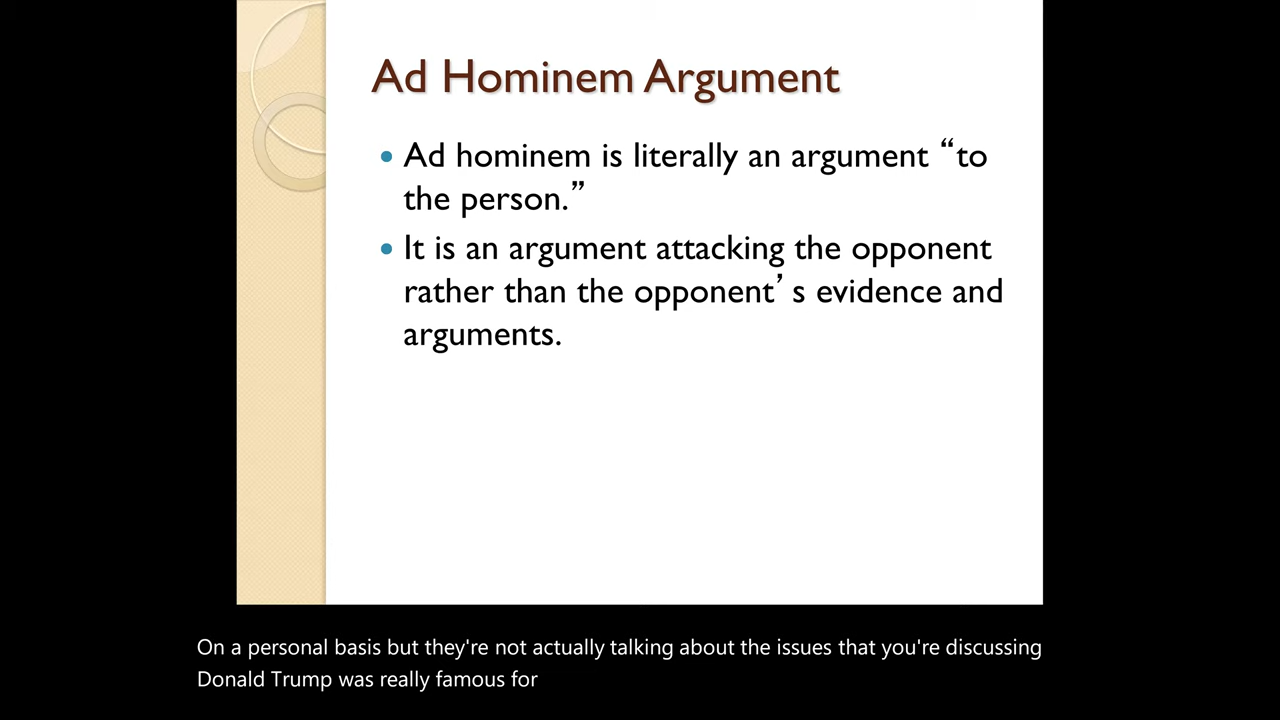 Ad Hominem Argument
• Ad hominem is literally an argument “to
the person.”
• It is an argument attacking the opponent
rather than the opponent’s evidence and
arguments.
On a personal basis but they're not actually talking about the issues that you're discussing
Donald Trump was really famous for